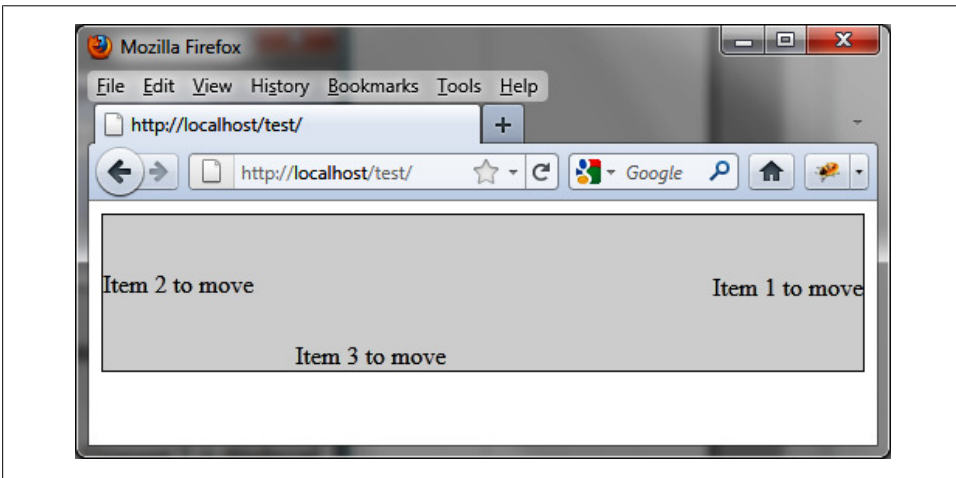 Mozilla Firefox
File Edit View History Bookmarks Tools Help
http://localhost/test/
http://localhost/test/ Google
Item 2 to move Item 1 to move
Item 3 to move